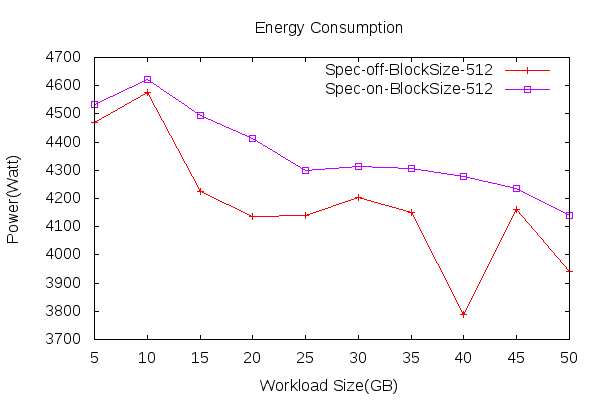 Energy Consumption
4700
4600
4500
4400
4300
4200
4100
4000
3900
3800
3700
Power(Watt)
Spec-off-BlockSize-512
Spec-on-BlockSize-512
5 10 15 20 25 30 35 40 45 50
Workload Size(GB)